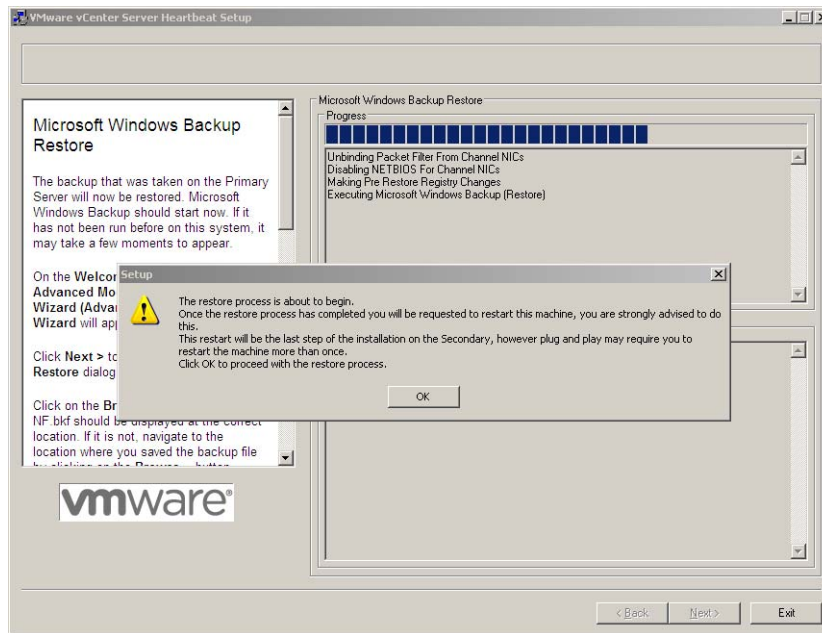 VMware vCenter Server Heartbeat Setup
Microsoft Windows Backup
Restore
The backup that was taken on the Primary
Server will now be restored. Microsoft
Windows Backup should start now. If it
has not been run before on this system, it
may take a few moments to appear.
On the Welcom
Advanced Mo
Wizard (Advan
Wizard will app
Click Next > to
Restore dialog
Click on the Br
NF.bkf should be displayed at the correct
location. If it is not, navigate to the
location where you saved the backup file
vmware®
Microsoft Windows Backup Restore
Progress
Unbinding Packet Filter From Channel NICs
Disabling NETBIOS For Channel NICs
Making Pre Restore Registry Changes
Executing Microsoft Windows Backup (Restore)
Setup
The restore process is about to begin.
Once the restore process has completed you will be requested to restart this machine, you are strongly advised to do
this.
This restart will be the last step of the installation on the Secondary, however plug and play may require you to
restart the machine more than once.
Click OK to proceed with the restore process.
OK
< Back
Next >
Exit